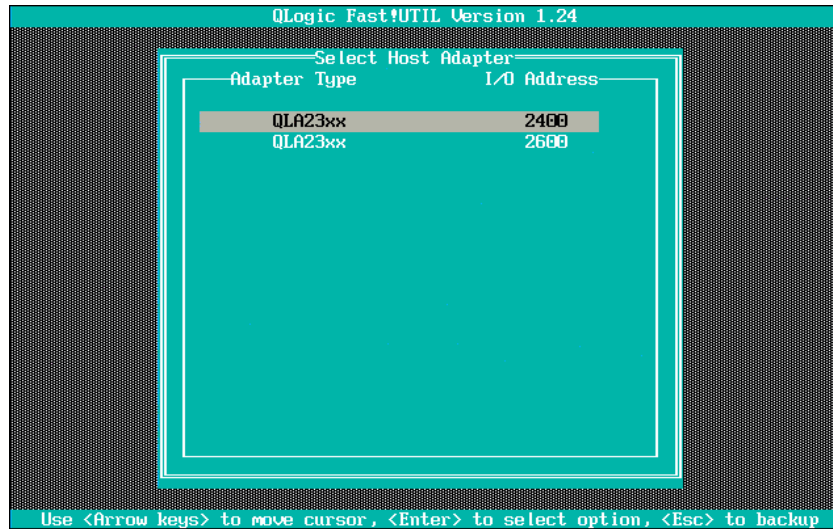 QLogic Fast!UTIL Version 1.24
Select Host Adapter
Adapter Type I/O Address
QLA23xx 2400
QLA23xx 2600
Use <Arrow keys> to move cursor, <Enter> to select option, <Esc> to backup